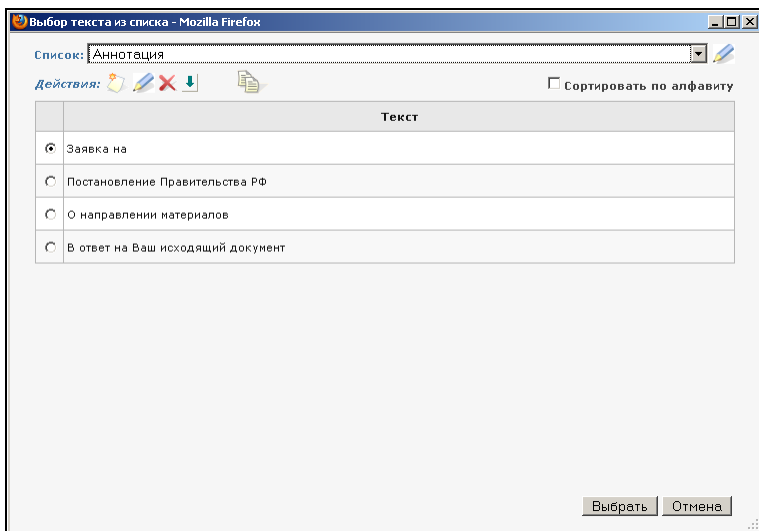 Выбор текста из списка - Mozilla Firefox
Список: Аннотация
Действия: Сортировать по алфавиту
Текст
Заявка на
Постановление Правительства РФ
О направлении материалов
В ответ на Ваш исходящий документ
Выбрать Отмена